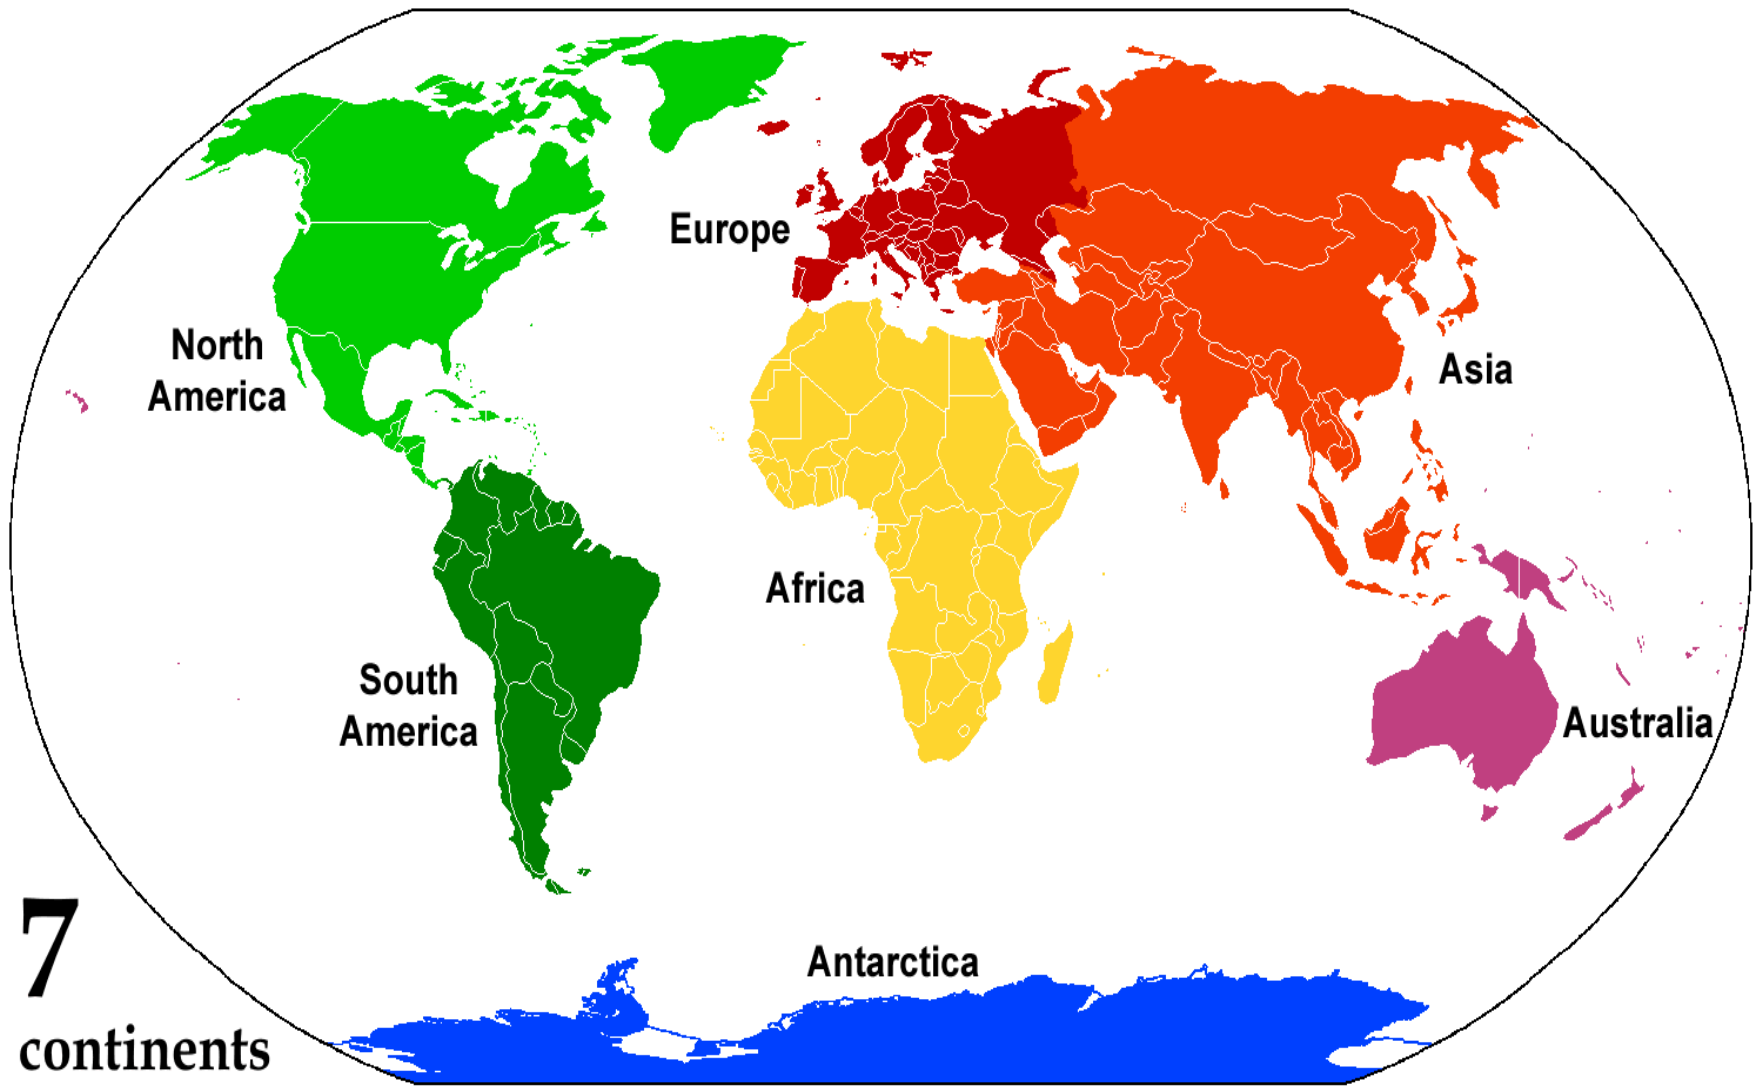 Europe
North
America
Asia
Africa
South
America
Australia
Antarctica
7
continents